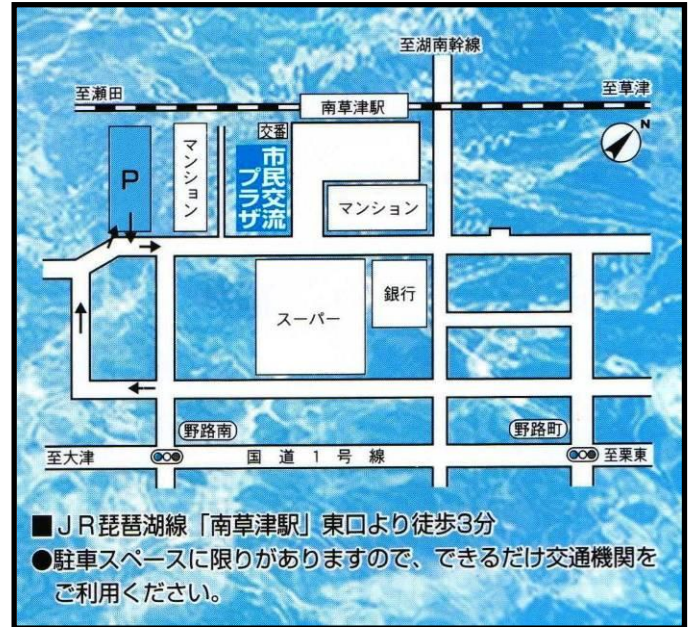 至湖南幹線
至瀬田
至草津
南草津駅
N
P
マンション
交番
市民交流
プラザ
マンション
スーパー
銀行
野路南
野路町
至大津
国道1号線
至栗東
■JR琵琶湖線「南草津駅」東口より徒歩3分
●駐車スペースに限りがありますので、できるだけ交通機関を
ご利用ください。